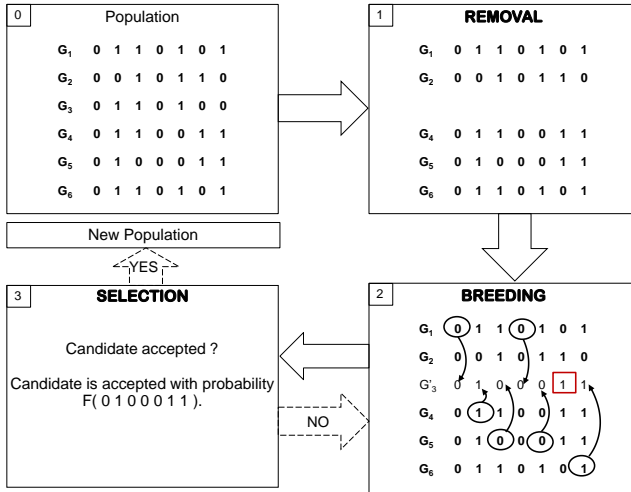 0
Population
G1 0 1 1 0 1 0 1
G2 0 0 1 0 1 1 0
G3 0 1 1 0 1 0 0
G4 0 1 1 0 0 1 1
G5 0 1 0 0 0 1 1
G6 0 1 1 0 1 0 1
1
REMOVAL
G1 0 1 1 0 1 0 1
G2 0 0 1 0 1 1 0
G4 0 1 1 0 0 1 1
G5 0 1 0 0 0 1 1
G6 0 1 1 0 1 0 1
New Population
YES
3
SELECTION
Candidate accepted ?
Candidate is accepted with probability
F( 0 1 0 0 0 1 1 ).
NO
2
BREEDING
G1 0 1 1 0 1 0 1
G2 0 0 1 0 1 1 0
G'3 0 1 0 0 0 1 1
G4 0 1 1 0 0 1 1
G5 0 1 0 0 0 1 1
G6 0 1 1 0 1 0 1